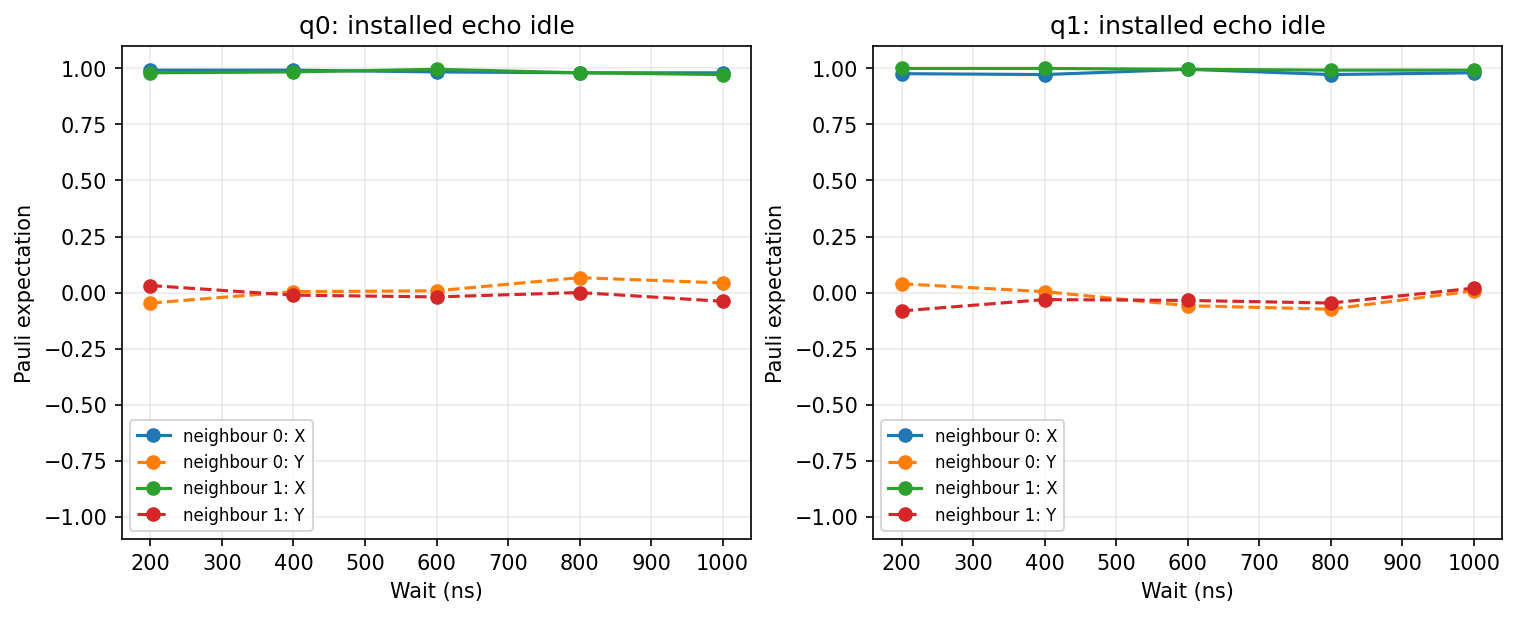 q0: installed echo idle
Pauli expectation
1.00
0.75
0.50
0.25
0.00
−0.25
−0.50
−0.75
−1.00
neighbour 0: X
neighbour 0: Y
neighbour 1: X
neighbour 1: Y
200 300 400 500 600 700 800 900 1000
Wait (ns)
q1: installed echo idle
Pauli expectation
1.00
0.75
0.50
0.25
0.00
−0.25
−0.50
−0.75
−1.00
neighbour 0: X
neighbour 0: Y
neighbour 1: X
neighbour 1: Y
200 300 400 500 600 700 800 900 1000
Wait (ns)